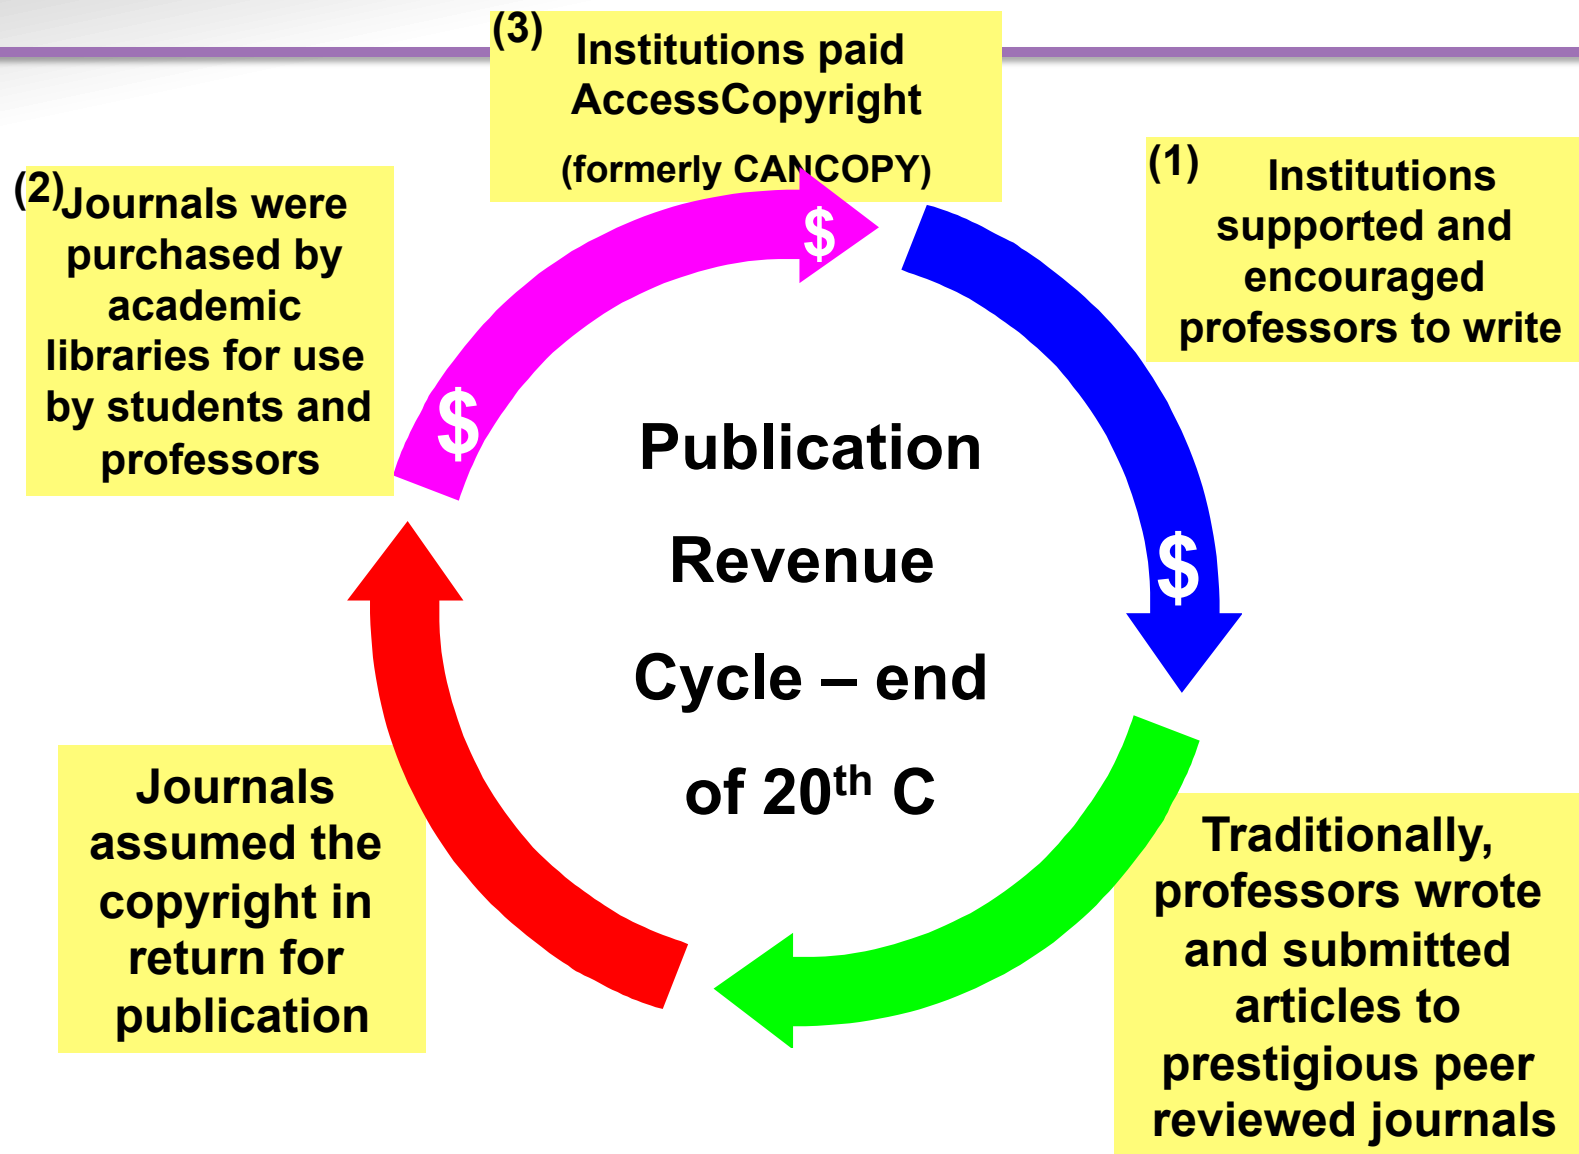 (3)
Institutions paid
AccessCopyright
(formerly CANCOPY)
(1)
Institutions
supported and
encouraged
professors to write
(2)
Journals were
purchased by
academic
libraries for use
by students and
professors
$
$
$
Publication
Revenue
Cycle – end
of 20th C
Traditionally,
professors wrote
and submitted
articles to
prestigious peer
reviewed journals
Journals
assumed the
copyright in
return for
publication